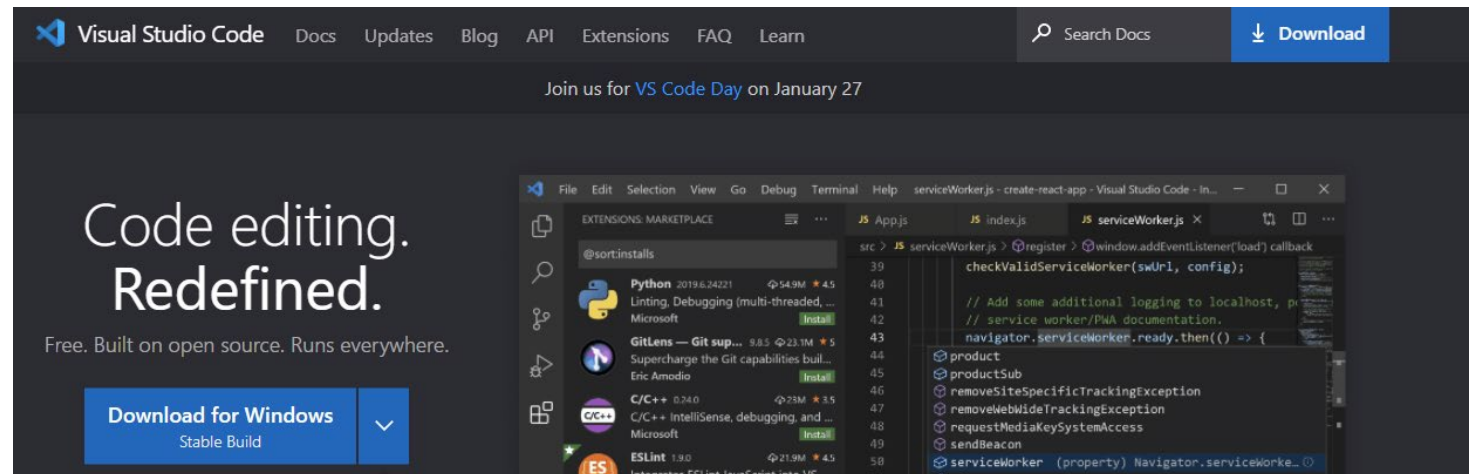 Visual Studio Code Docs Updates Blog API Extensions FAQ Learn Search Docs Download
Join us for VS Code Day on January 27
Code editing.
Redefined.
Free. Built on open source. Runs everywhere.
Download for Windows
Stable Build
File Edit Selection View Go Debug Terminal Help serviceWorker.js - create-react-app - Visual Studio Code - In...
EXTENSIONS: MARKETPLACE
@sort:installs
Python 2019.6.24221 54.9M ★ 4.5
Linting, Debugging (multi-threaded, ...
Microsoft Install
GitLens — Git sup... 9.8.5 23.1M ★ 5
Supercharge the Git capabilities buil...
Eric Amodio Install
C/C++ 0.24.0 23M ★ 3.5
C/C++ IntelliSense, debugging, and ...
Microsoft Install
ESLint 1.9.0 21.9M ★ 4.5
JS App.js JS index.js JS serviceWorker.js
src > JS serviceWorker.js > register > window.addEventListener('load') callback
39 checkValidServiceWorker(swUrl, config);
40
41 // Add some additional logging to localhost, p
42 // service worker/PWA documentation.
43 navigator.serviceWorker.ready.then(() => {
44 product
45 productSub
46 removeSiteSpecificTrackingException
47 removeWebWideTrackingException
48 requestMediaKeySystemAccess
49 sendBeacon
50 serviceWorker (property) Navigator.serviceWorke...